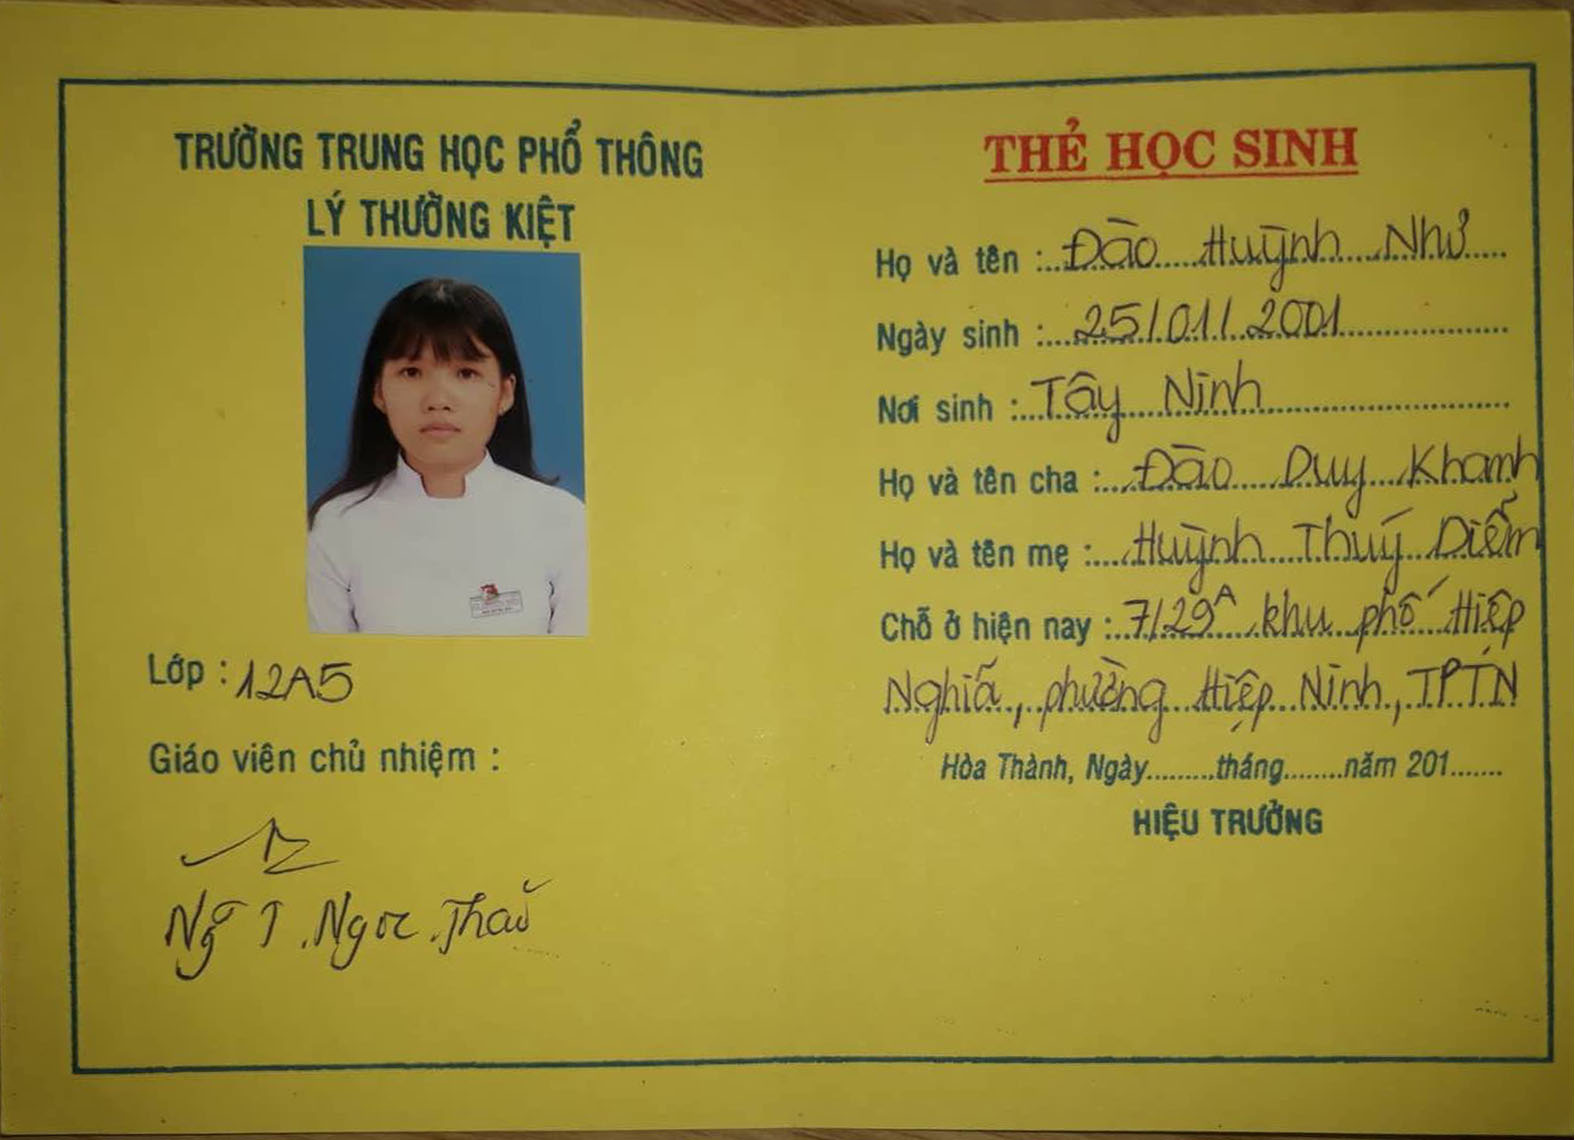 TRƯỜNG TRUNG HỌC PHỔ THÔNG
LÝ THƯỜNG KIỆT
Lớp : 12A5
Giáo viên chủ nhiệm :
Ng T. Ngọc Thảo
THẺ HỌC SINH
Họ và tên : Đào Huỳnh Như
Ngày sinh : 25/01/2001
Nơi sinh : Tây Ninh
Họ và tên cha : Đào Duy Khanh
Họ và tên mẹ : Huỳnh Thuý Diễm
Chỗ ở hiện nay : 7/29A khu phố Hiệp
Nghĩa, phường Hiệp Ninh, TPTN
Hòa Thành, Ngày.........tháng........năm 201.......
HIỆU TRƯỞNG